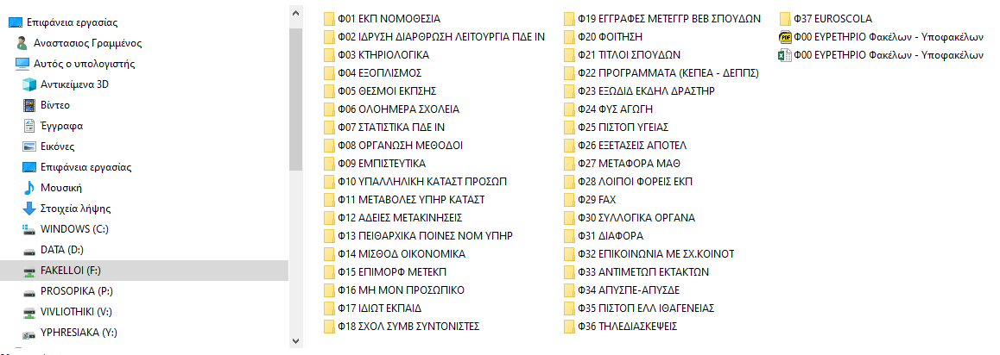 Επιφάνεια εργασίας
Αναστασιος Γραμμένος
Αυτός ο υπολογιστής
Αντικείμενα 3D
Βίντεο
Έγγραφα
Εικόνες
Επιφάνεια εργασίας
Μουσική
Στοιχεία λήψης
WINDOWS (C:)
DATA (D:)
FAKELLOI (F:)
PROSOPIKA (P:)
VIVLIOTHIKI (V:)
YPHRESIAKA (Y:)
Φ01 ΕΚΠ ΝΟΜΟΘΕΣΙΑ
Φ02 ΙΔΡΥΣΗ ΔΙΑΡΘΡΩΣΗ ΛΕΙΤΟΥΡΓΙΑ ΠΔΕ ΙΝ
Φ03 ΚΤΗΡΙΟΛΟΓΙΚΑ
Φ04 ΕΞΟΠΛΙΣΜΟΣ
Φ05 ΘΕΣΜΟΙ ΕΚΠΣΗΣ
Φ06 ΟΛΟΗΜΕΡΑ ΣΧΟΛΕΙΑ
Φ07 ΣΤΑΤΙΣΤΙΚΑ ΠΔΕ ΙΝ
Φ08 ΟΡΓΑΝΩΣΗ ΜΕΘΟΔΟΙ
Φ09 ΕΜΠΙΣΤΕΥΤΙΚΑ
Φ10 ΥΠΑΛΛΗΛΙΚΗ ΚΑΤΑΣΤ ΠΡΟΣΩΠ
Φ11 ΜΕΤΑΒΟΛΕΣ ΥΠΗΡ ΚΑΤΑΣΤ
Φ12 ΑΔΕΙΕΣ ΜΕΤΑΚΙΝΗΣΕΙΣ
Φ13 ΠΕΙΘΑΡΧΙΚΑ ΠΟΙΝΕΣ ΝΟΜ ΥΠΗΡ
Φ14 ΜΙΣΘΟΔ ΟΙΚΟΝΟΜΙΚΑ
Φ15 ΕΠΙΜΟΡΦ ΜΕΤΕΚΠ
Φ16 ΜΗ ΜΟΝ ΠΡΟΣΩΠΙΚΟ
Φ17 ΙΔΙΩΤ ΕΚΠΑΙΔ
Φ18 ΣΧΟΛ ΣΥΜΒ ΣΥΝΤΟΝΙΣΤΕΣ
Φ19 ΕΓΓΡΑΦΕΣ ΜΕΤΕΓΓΡ ΒΕΒ ΣΠΟΥΔΩΝ
Φ20 ΦΟΙΤΗΣΗ
Φ21 ΤΙΤΛΟΙ ΣΠΟΥΔΩΝ
Φ22 ΠΡΟΓΡΑΜΜΑΤΑ (ΚΕΠΕΑ - ΔΕΠΠΣ)
Φ23 ΕΞΩΔΙΔ ΕΚΔΗΛ ΔΡΑΣΤΗΡ
Φ24 ΦΥΣ ΑΓΩΓΗ
Φ25 ΠΙΣΤΟΠ ΥΓΕΙΑΣ
Φ26 ΕΞΕΤΑΣΕΙΣ ΑΠΟΤΕΛ
Φ27 ΜΕΤΑΦΟΡΑ ΜΑΘ
Φ28 ΛΟΙΠΟΙ ΦΟΡΕΙΣ ΕΚΠ
Φ29 FAX
Φ30 ΣΥΛΛΟΓΙΚΑ ΟΡΓΑΝΑ
Φ31 ΔΙΑΦΟΡΑ
Φ32 ΕΠΙΚΟΙΝΩΝΙΑ ΜΕ ΣΧ.ΚΟΙΝΟΤ
Φ33 ΑΝΤΙΜΕΤΩΠ ΕΚΤΑΚΤΩΝ
Φ34 ΑΠΥΣΠΕ-ΑΠΥΣΔΕ
Φ35 ΠΙΣΤΟΠ ΕΛΛ ΙΘΑΓΕΝΕΙΑΣ
Φ36 ΤΗΛΕΔΙΑΣΚΕΨΕΙΣ
Φ37 EUROSCOLA
Φ00 ΕΥΡΕΤΗΡΙΟ Φακέλων - Υποφακέλων
Φ00 ΕΥΡΕΤΗΡΙΟ Φακέλων - Υποφακέλων